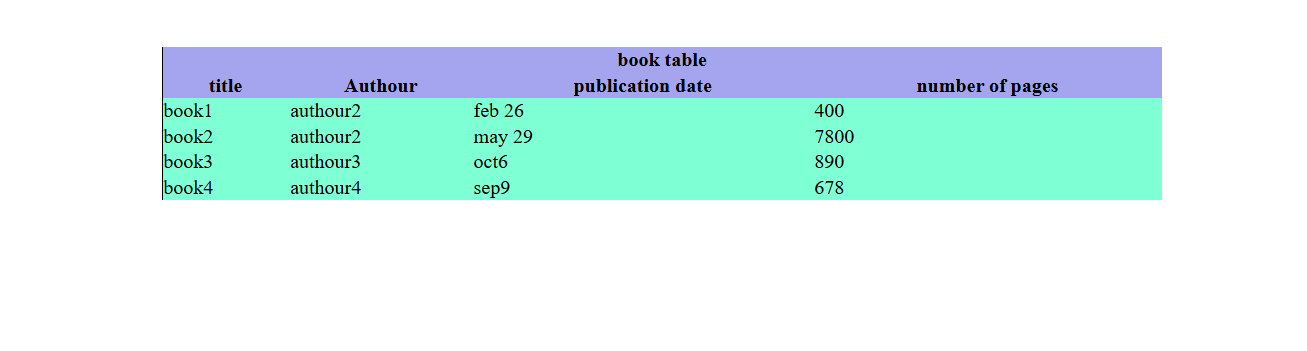 book table
title Authour publication date number of pages
book1 authour2 feb 26 400
book2 authour2 may 29 7800
book3 authour3 oct6 890
book4 authour4 sep9 678